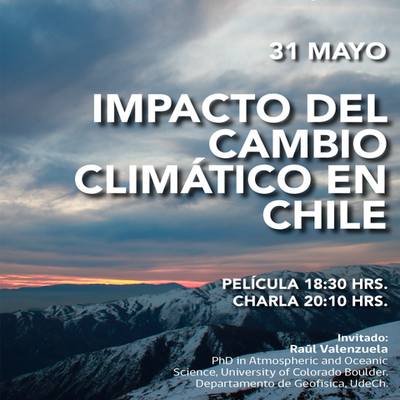 31 MAYO
IMPACTO DEL
CAMBIO
CLIMÁTICO EN
CHILE
PELÍCULA 18:30 HRS.
CHARLA 20:10 HRS.
Invitado:
Raúl Valenzuela
PhD in Atmospheric and Oceanic
Science, University of Colorado Boulder.
Departamento de Geofisica, UdeCh.